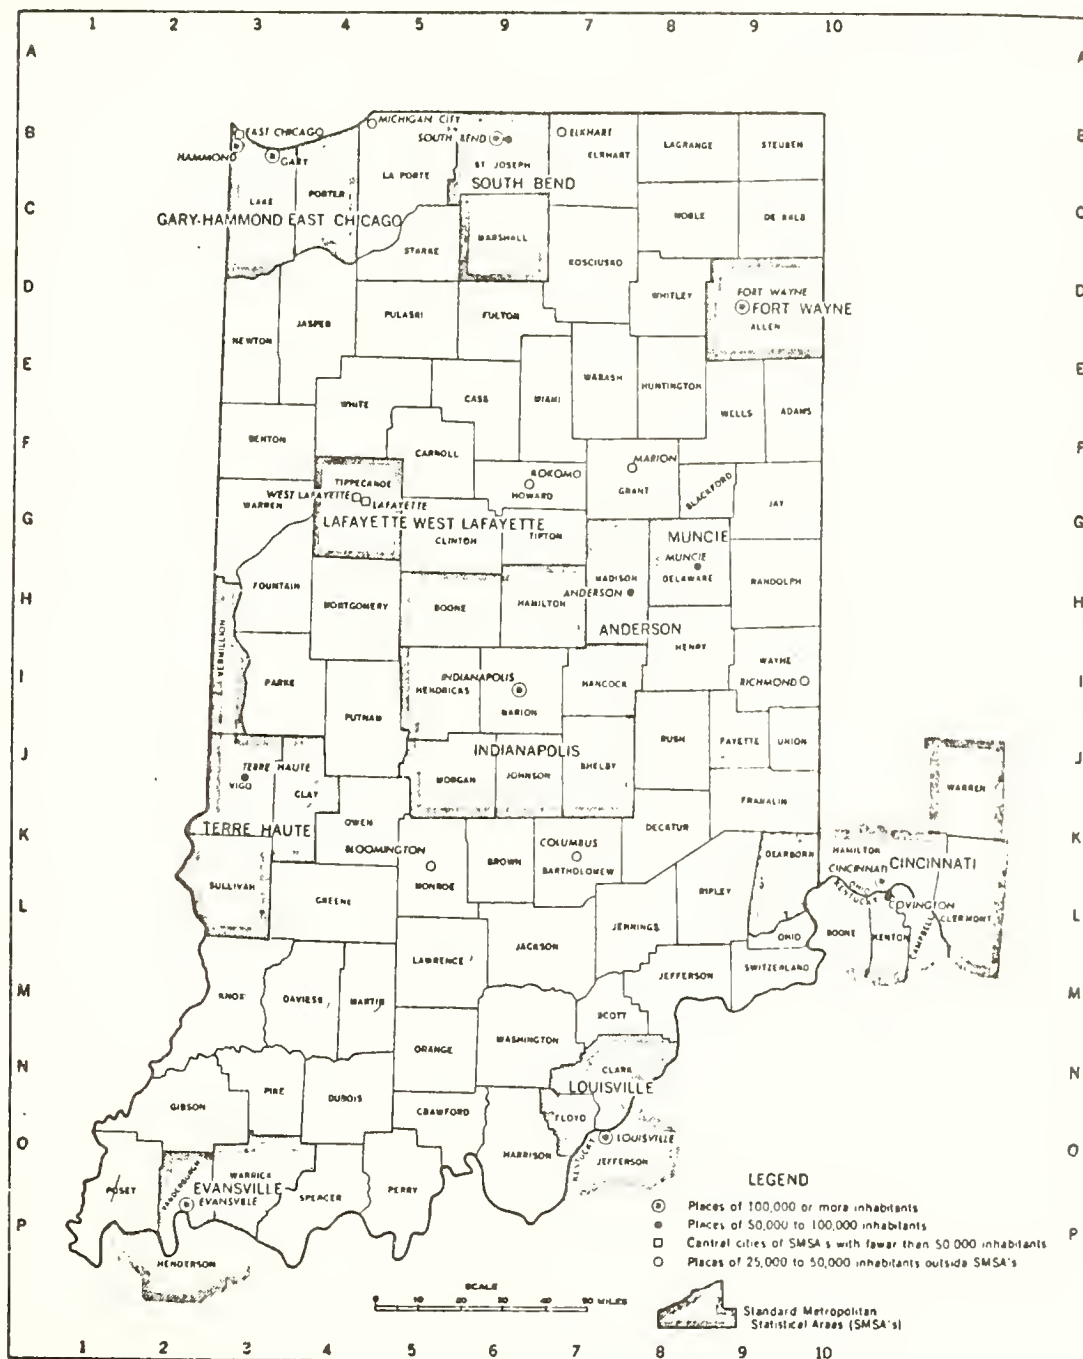 1 2 3 4 5 6 7 8 9 10
A A
B B
C C
D D
E E
F F
G G
H H
I I
J J
K K
L L
M M
N N
O O
P P
MICHIGAN CITY
EAST CHICAGO
SOUTH BEND
ELKHART
HAMMOND
GARY
LA PORTE
ST JOSEPH
ELKHART
LAGRANGE
STEUBEN
SOUTH BEND
LAKE
PORTER
GARY-HAMMOND EAST CHICAGO
NOBLE
DE KALB
STARKE
MARSHALL
KOSCIUSKO
WHITLEY
FORT WAYNE
FORT WAYNE
ALLEN
NEWTON
JASPER
PULASKI
FULTON
WHITE
CASS
MIAMI
WABASH
HUNTINGTON
WELLS
ADAMS
BENTON
CARROLL
KOKOMO
HOWARD
MARION
GRANT
BLACKFORD
JAY
TIPPECANOE
WEST LAFAYETTE
LAFAYETTE
WARREN
LAFAYETTE WEST LAFAYETTE
CLINTON
TIPTON
MUNCIE
MUNCIE
DELAWARE
MADISON
ANDERSON
RANDOLPH
FOUNTAIN
MONTGOMERY
BOONE
HAMILTON
ANDERSON
HENRY
VERMILLION
PARKE
PUTNAM
INDIANAPOLIS
HENDRICKS
MARION
HANCOCK
WAYNE
RICHMOND
INDIANAPOLIS
RUSH
FAYETTE
UNION
TERRE HAUTE
VIGO
CLAY
MORGAN
JOHNSON
SHELBY
WARREN
FRANKLIN
TERRE HAUTE
OWEN
BLOOMINGTON
MONROE
BROWN
COLUMBUS
BARTHOLOMEW
DECATUR
DEARBORN
HAMILTON
CINCINNATI
CINCINNATI
OHIO
KENTUCKY
COVINGTON
CLERMONT
SULLIVAN
GREENE
RIPLEY
JENNINGS
OHIO
BOONE
KENTON
CAMPBELL
LAWRENCE
JACKSON
JEFFERSON
SWITZERLAND
KNOX
DAVIESS
MARTIN
SCOTT
ORANGE
WASHINGTON
CLARK
LOUISVILLE
GIBSON
PIKE
DUBOIS
CRAWFORD
FLOYD
LOUISVILLE
KENTUCKY
JEFFERSON
HARRISON
POSEY
VANDERBURGH
WARRICK
EVANSVILLE
EVANSVILLE
SPENCER
PERRY
HENDERSON
LEGEND
Places of 100,000 or more inhabitants
Places of 50,000 to 100,000 inhabitants
Central cities of SMSA's with fewer than 50 000 inhabitants
Places of 25,000 to 50,000 inhabitants outside SMSA's
SCALE
0 10 20 30 40 50 MILES
Standard Metropolitan
Statistical Areas (SMSA's)
1 2 3 4 5 6 7 8 9 10